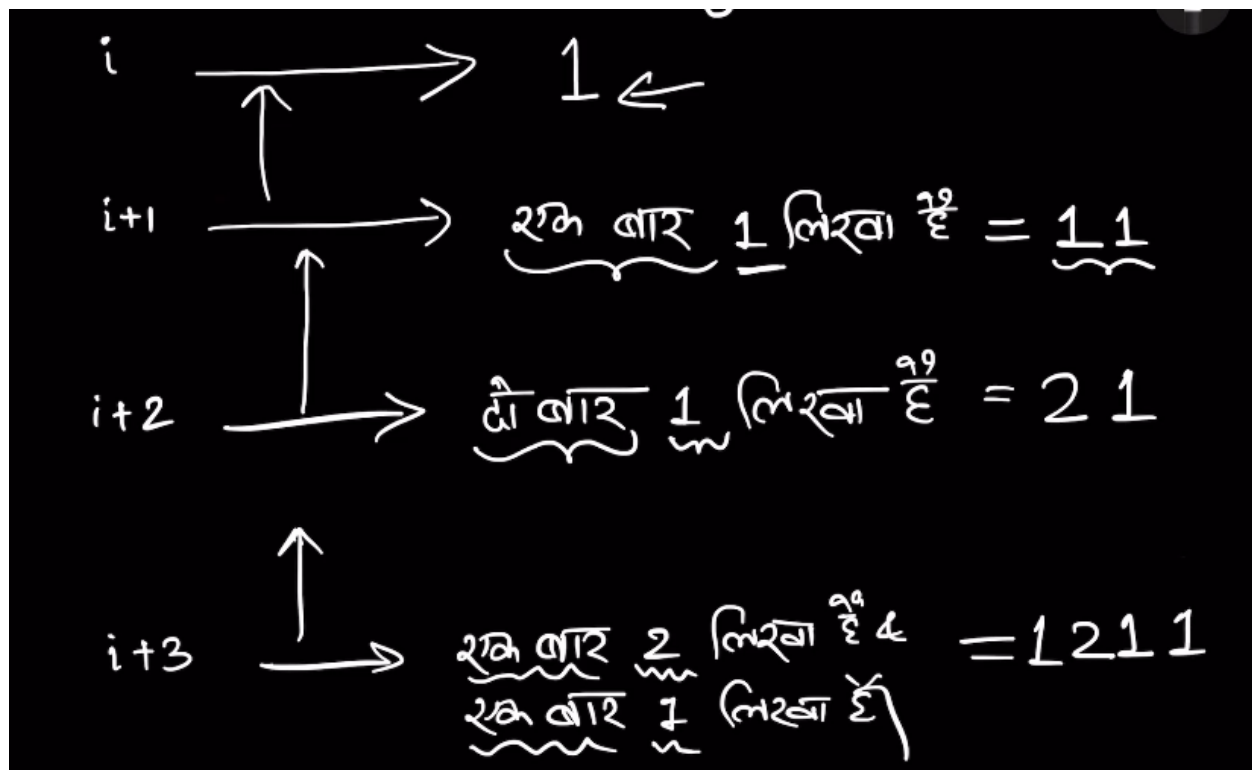 i → 1 ←
i+1 → एक बार 1 लिखा है = 11
i+2 → दो बार 1 लिखा है = 21
i+3 → एक बार 2 लिखा है & = 1211
एक बार 1 लिखा है